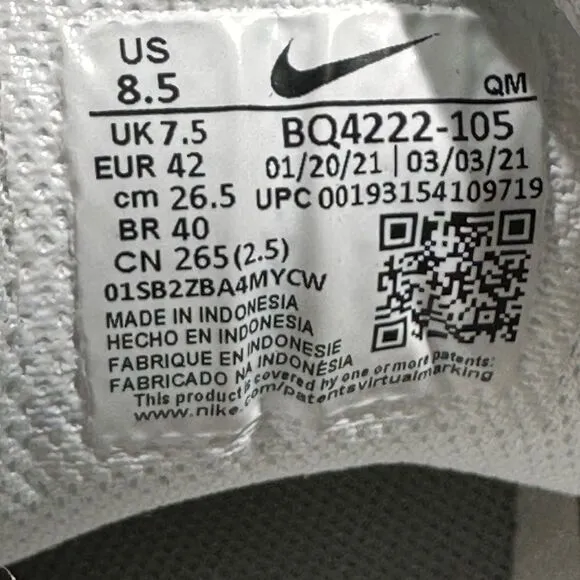 US
8.5
QM
UK 7.5
BQ4222-105
EUR 42
01/20/21 | 03/03/21
cm 26.5
UPC 00193154109719
BR 40
CN 265(2.5)
01SB2ZBA4MYCW
MADE IN INDONESIA
HECHO EN INDONESIA
FABRIQUE EN INDONESIE
FABRICADO NA INDONÉSIA
This product is covered by one or more patents:
www.nike.com/patentsvirtualmarking